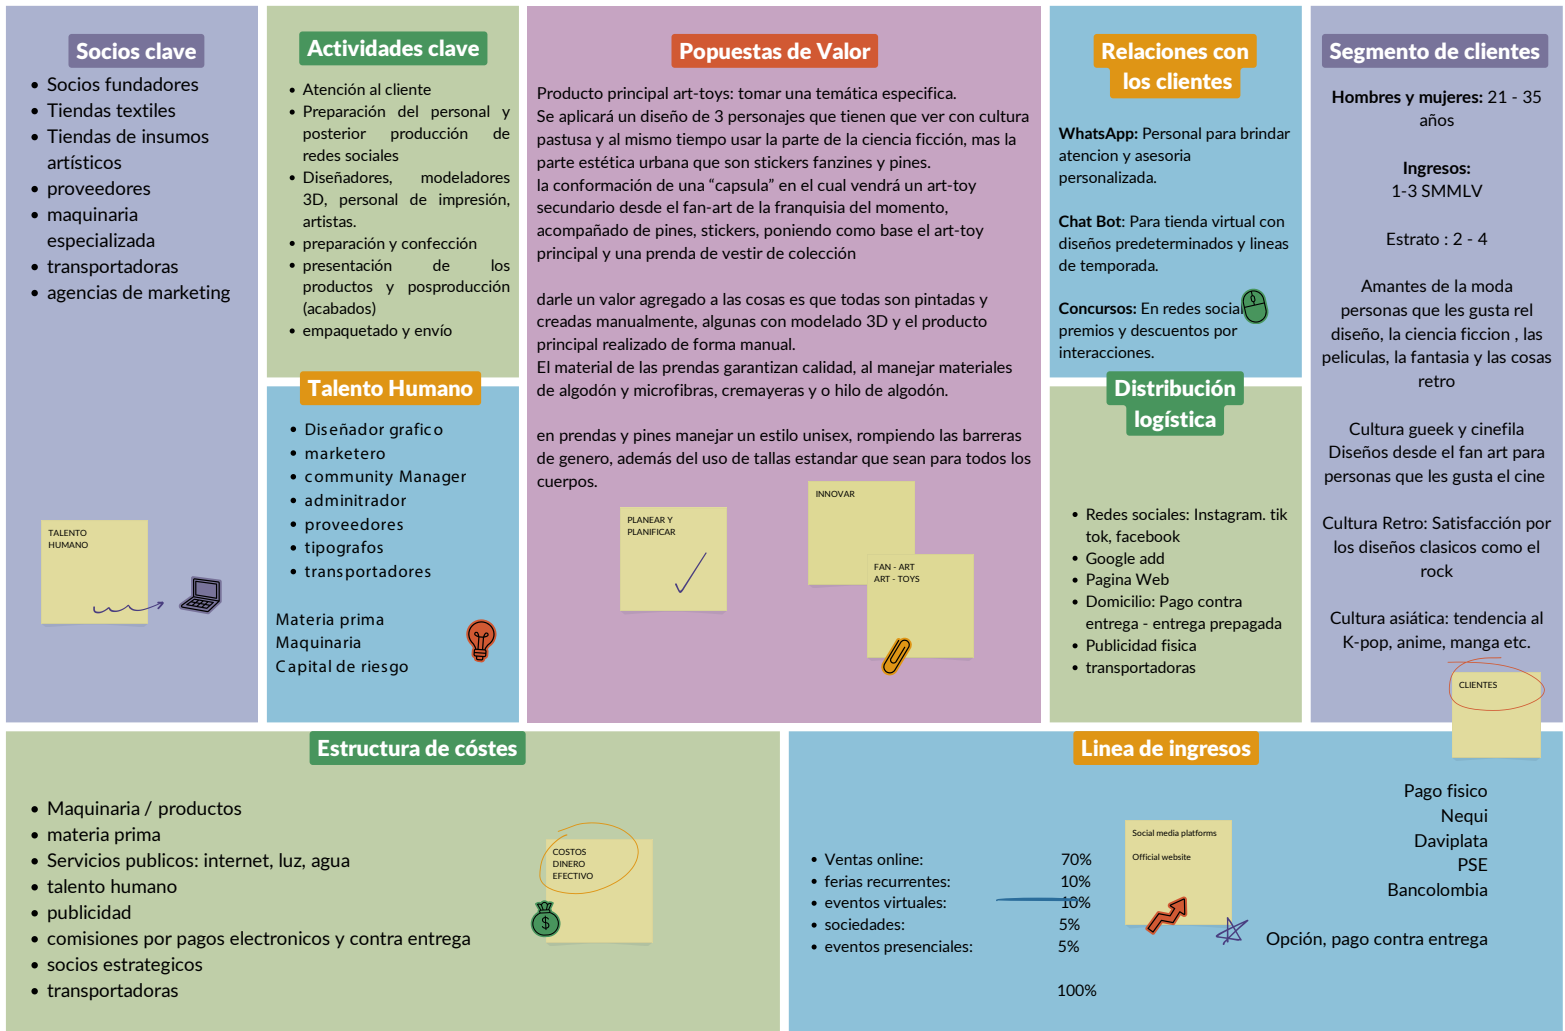 Socios clave
Socios fundadores
Tiendas textiles
Tiendas de insumos
artísticos
proveedores
maquinaria
especializada
transportadoras
agencias de marketing
TALENTO
HUMANO
Actividades clave
Atención al cliente
Preparación del personal y
posterior producción de
redes sociales
Diseñadores, modeladores
3D, personal de impresión,
artistas.
preparación y confección
presentación de los
productos y posproducción
(acabados)
empaquetado y envío
Talento Humano
Diseñador grafico
marketero
community Manager
adminitrador
proveedores
tipografos
transportadores
Materia prima
Maquinaria
Capital de riesgo
Popuestas de Valor
Producto principal art-toys: tomar una temática especifica.
Se aplicará un diseño de 3 personajes que tienen que ver con cultura
pastusa y al mismo tiempo usar la parte de la ciencia ficción, mas la
parte estética urbana que son stickers fanzines y pines.
la conformación de una “capsula” en el cual vendrá un art-toy
secundario desde el fan-art de la franquisia del momento,
acompañado de pines, stickers, poniendo como base el art-toy
principal y una prenda de vestir de colección
darle un valor agregado a las cosas es que todas son pintadas y
creadas manualmente, algunas con modelado 3D y el producto
principal realizado de forma manual.
El material de las prendas garantizan calidad, al manejar materiales
de algodón y microfibras, cremayeras y o hilo de algodón.
en prendas y pines manejar un estilo unisex, rompiendo las barreras
de genero, además del uso de tallas estandar que sean para todos los
cuerpos.
PLANEAR Y
PLANIFICAR
INNOVAR
FAN - ART
ART - TOYS
Relaciones con
los clientes
WhatsApp: Personal para brindar
atencion y asesoria
personalizada.
Chat Bot: Para tienda virtual con
diseños predeterminados y lineas
de temporada.
Concursos: En redes social
premios y descuentos por
interacciones.
Distribución
logística
Redes sociales: Instagram. tik
tok, facebook
Google add
Pagina Web
Domicilio: Pago contra
entrega - entrega prepagada
Publicidad fisica
transportadoras
Segmento de clientes
Hombres y mujeres: 21 - 35
años
Ingresos:
1-3 SMMLV
Estrato : 2 - 4
Amantes de la moda
personas que les gusta rel
diseño, la ciencia ficcion , las
peliculas, la fantasia y las cosas
retro
Cultura gueek y cinefila
Diseños desde el fan art para
personas que les gusta el cine
Cultura Retro: Satisfacción por
los diseños clasicos como el
rock
Cultura asiática: tendencia al
K-pop, anime, manga etc.
CLIENTES
Estructura de cóstes
Maquinaria / productos
materia prima
Servicios publicos: internet, luz, agua
talento humano
publicidad
comisiones por pagos electronicos y contra entrega
socios estrategicos
transportadoras
COSTOS
DINERO
EFECTIVO
Linea de ingresos
Ventas online: 70%
ferias recurrentes: 10%
eventos virtuales: 10%
sociedades: 5%
eventos presenciales: 5%
100%
Social media platforms
Official website
Pago fisico
Nequi
Daviplata
PSE
Bancolombia
Opción, pago contra entrega